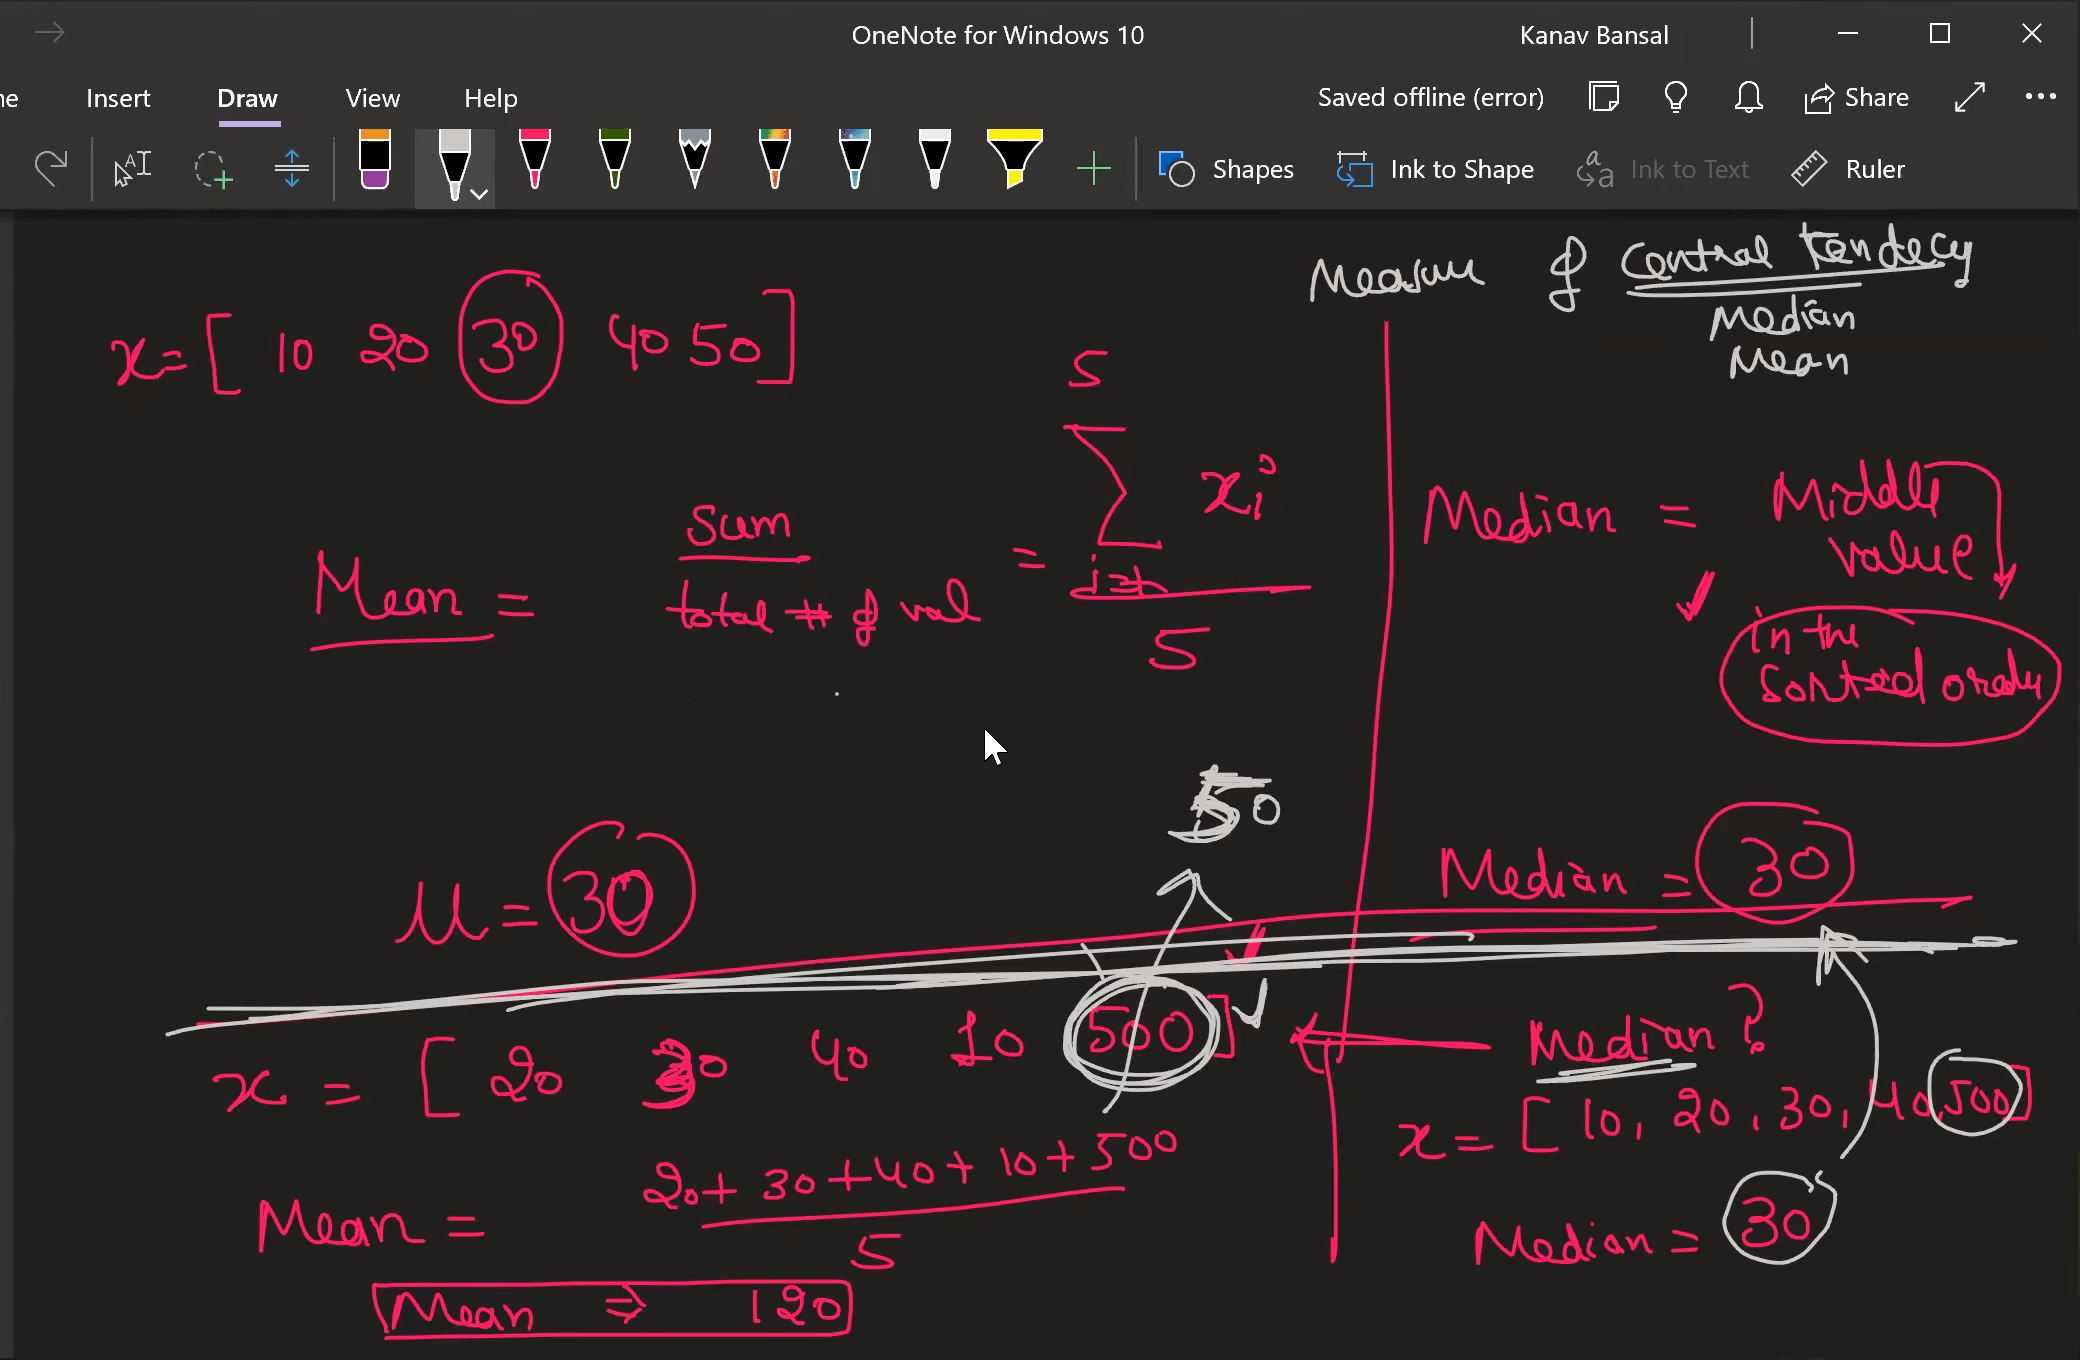 OneNote for Windows 10
Kanav Bansal
Insert Draw View Help
Saved offline (error) Share
Shapes Ink to Shape Ink to Text Ruler
Measure of Central Tendecy
Median
Mean
x = [ 10 20 30 40 50 ]
Mean = Sum / total # of val = 5 Σ i=1 xi / 5
Median = Middle
value
in the
Sorted order
50
μ = 30
Median = 30
x = [ 20 30 40 10 500 ]
Median ?
x = [ 10, 20, 30, 40, 500 ]
Mean = 20 + 30 + 40 + 10 + 500
5
Median = 30
Mean ⇒ 120